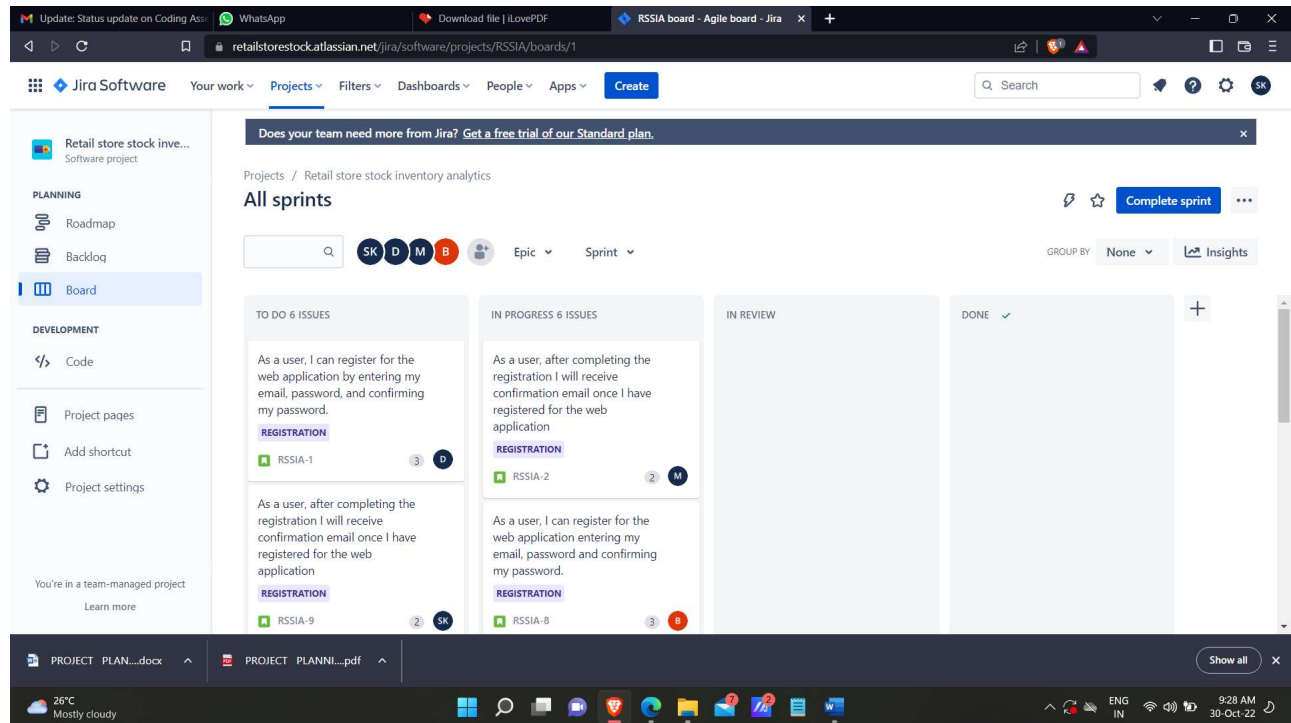 Update: Status update on Coding Asse
WhatsApp
Download file | iLovePDF
RSSIA board - Agile board - Jira
retailstorestock.atlassian.net/jira/software/projects/RSSIA/boards/1
Jira Software
Your work
Projects
Filters
Dashboards
People
Apps
Create
Search
SK
Does your team need more from Jira? Get a free trial of our Standard plan.
Retail store stock inve...
Software project
PLANNING
Roadmap
Backlog
Board
DEVELOPMENT
Code
Project pages
Add shortcut
Project settings
You're in a team-managed project
Learn more
Projects / Retail store stock inventory analytics
All sprints
Complete sprint
SK D M B
Epic
Sprint
GROUP BY
None
Insights
TO DO 6 ISSUES
As a user, I can register for the
web application by entering my
email, password, and confirming
my password.
REGISTRATION
RSSIA-1 3 D
As a user, after completing the
registration I will receive
confirmation email once I have
registered for the web
application
REGISTRATION
RSSIA-9 2 SK
IN PROGRESS 6 ISSUES
As a user, after completing the
registration I will receive
confirmation email once I have
registered for the web
application
REGISTRATION
RSSIA-2 2 M
As a user, I can register for the
web application entering my
email, password and confirming
my password.
REGISTRATION
RSSIA-8 3 B
IN REVIEW
DONE
PROJECT PLAN....docx
PROJECT PLANNI....pdf
Show all
26°C
Mostly cloudy
7
2
ENG
IN
9:28 AM
30-Oct-22